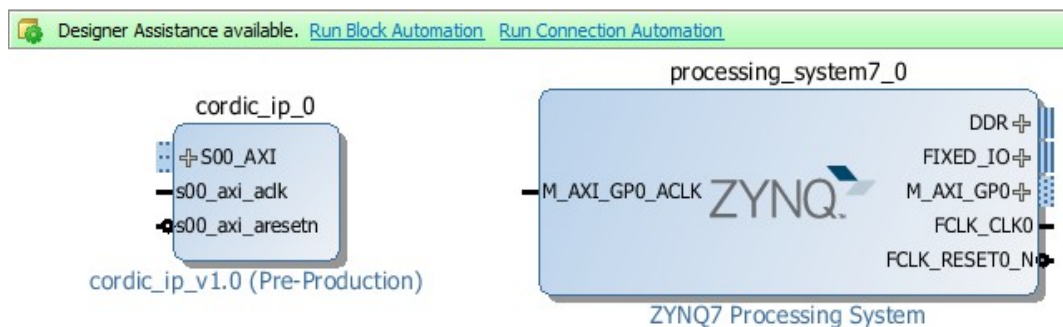 Designer Assistance available. Run Block Automation Run Connection Automation
cordic_ip_0
S00_AXI
s00_axi_aclk
s00_axi_aresetn
cordic_ip_v1.0 (Pre-Production)
processing_system7_0
M_AXI_GP0_ACLK
ZYNQ
DDR
FIXED_IO
M_AXI_GP0
FCLK_CLK0
FCLK_RESET0_N
ZYNQ7 Processing System